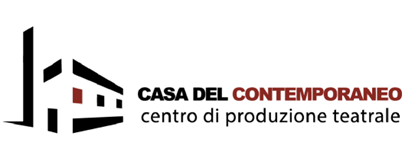 CASA DEL CONTEMPORANEO
centro di produzione teatrale